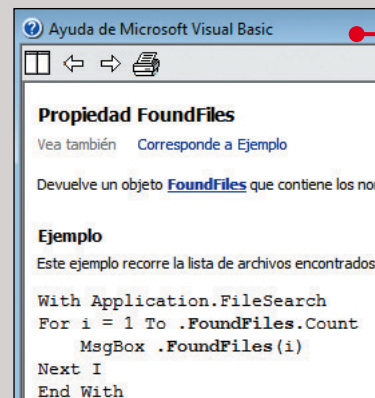 Ayuda de Microsoft Visual Basic
Propiedad FoundFiles
Vea también Corresponde a Ejemplo
Devuelve un objeto FoundFiles que contiene los
Ejemplo
Este ejemplo recorre la lista de archivos encontrados
With Application.FileSearch
For i = 1 To .FoundFiles.Count
MsgBox .FoundFiles(i)
Next I
End With